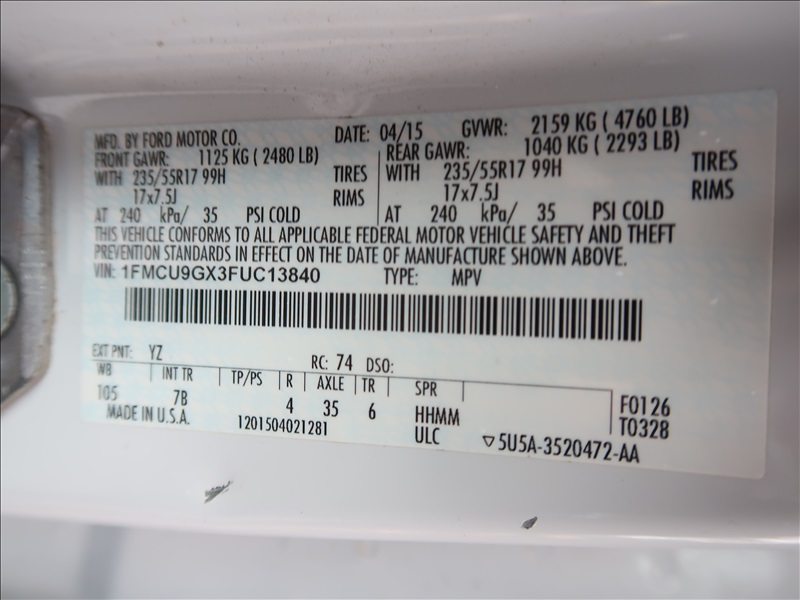 MFD. BY FORD MOTOR CO. DATE: 04/15 GVWR: 2159 KG ( 4760 LB)
FRONT GAWR: 1125 KG ( 2480 LB) REAR GAWR: 1040 KG ( 2293 LB)
WITH 235/55R17 99H TIRES WITH 235/55R17 99H TIRES
17x7.5J RIMS 17x7.5J RIMS
AT 240 kPa/ 35 PSI COLD AT 240 kPa/ 35 PSI COLD
THIS VEHICLE CONFORMS TO ALL APPLICABLE FEDERAL MOTOR VEHICLE SAFETY AND THEFT
PREVENTION STANDARDS IN EFFECT ON THE DATE OF MANUFACTURE SHOWN ABOVE.
VIN: 1FMCU9GX3FUC13840 TYPE: MPV
EXT PNT: YZ RC: 74 DSO:
WB INT TR TP/PS R AXLE TR SPR
105 7B 4 35 6 HHMM F0126
MADE IN U.S.A. 1201504021281 ULC T0328
▽5U5A-3520472-AA